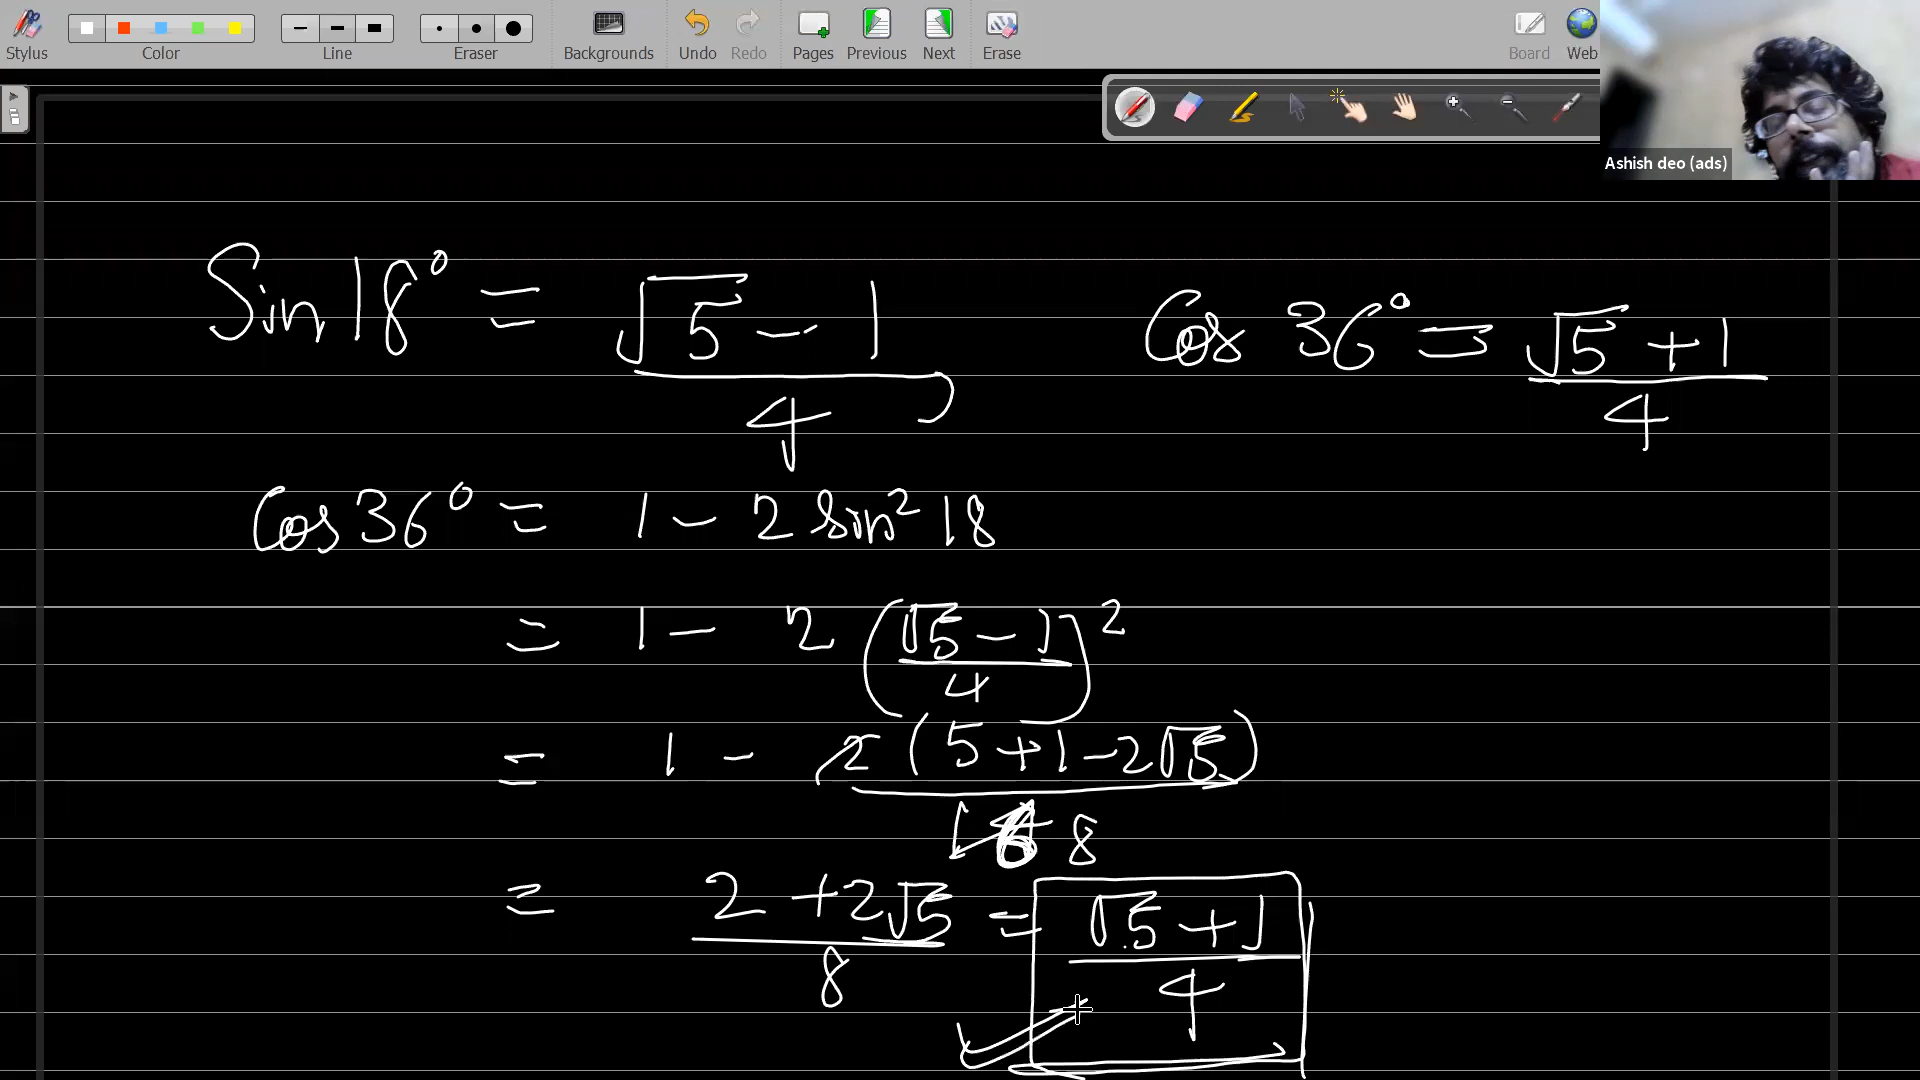 Stylus Color Line Eraser Backgrounds Undo Redo Pages Previous Next Erase Board Web
Ashish deo (ads)
Sin 18° = √5 - 1 / 4
Cos 36° = √5 + 1 / 4
Cos 36° = 1 - 2 sin² 18
= 1 - 2 (√5 - 1 / 4)²
= 1 - 2 (5 + 1 - 2√5) / 16 8
= 2 + 2√5 / 8 = √5 + 1 / 4